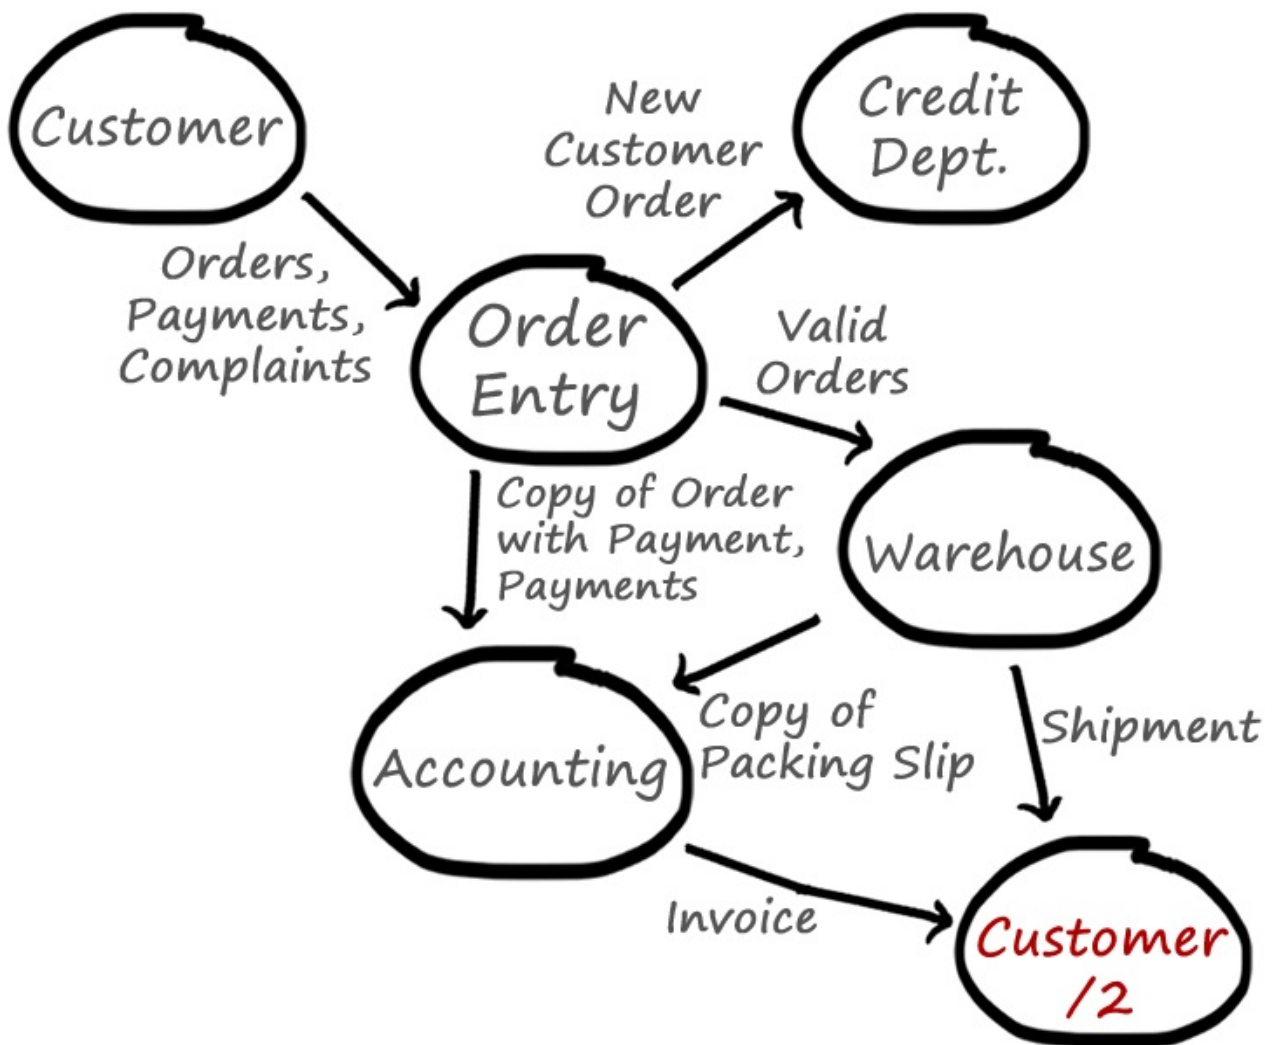 Customer
New
Customer
Order
Credit
Dept.
Orders,
Payments,
Complaints
Order
Entry
Valid
Orders
Copy of Order
with Payment,
Payments
Warehouse
Accounting
Copy of
Packing Slip
Shipment
Invoice
Customer
/2